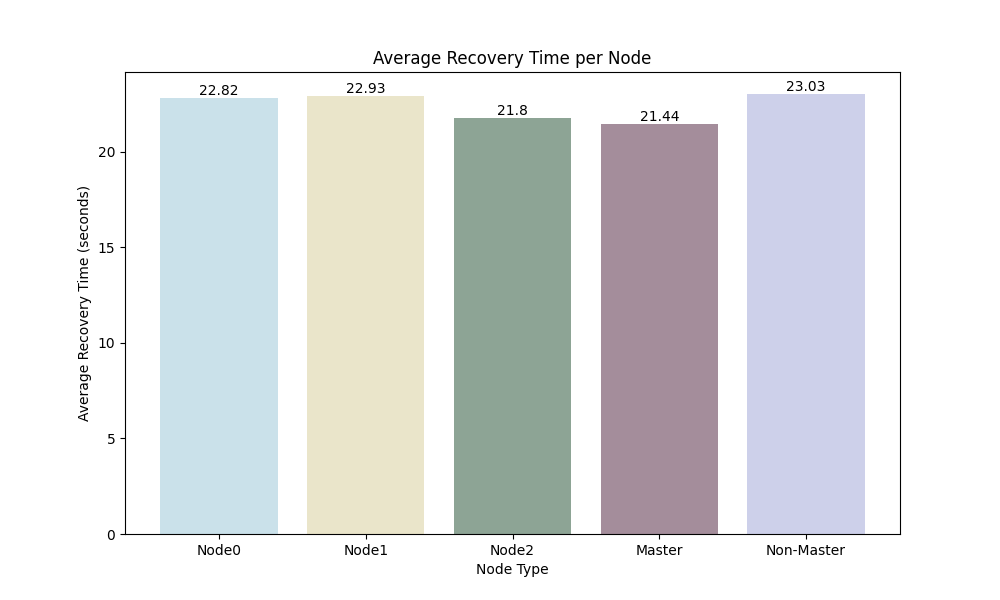 Average Recovery Time per Node
22.82
22.93
21.8
21.44
23.03
20
15
10
5
0
Average Recovery Time (seconds)
Node0
Node1
Node2
Master
Non-Master
Node Type